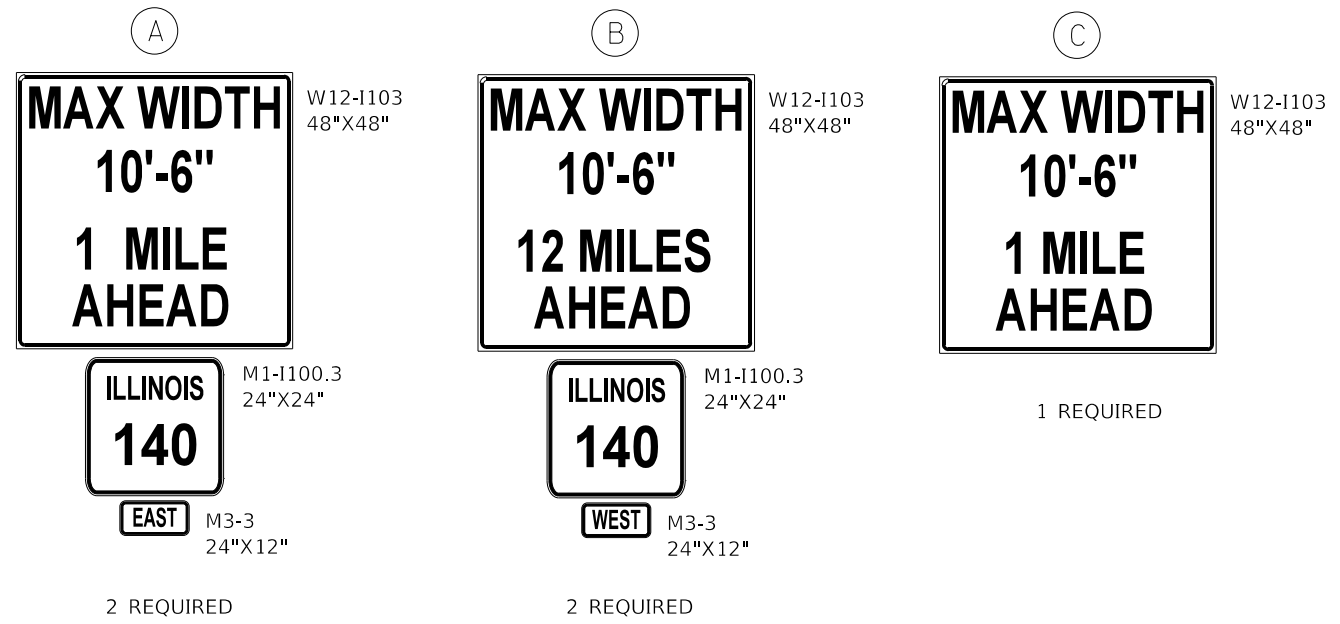 A
MAX WIDTH
10'-6"
1 MILE
AHEAD
W12-I103
48"X48"
ILLINOIS
140
M1-I100.3
24"X24"
EAST
M3-3
24"X12"
2 REQUIRED
B
MAX WIDTH
10'-6"
12 MILES
AHEAD
W12-I103
48"X48"
ILLINOIS
140
M1-I100.3
24"X24"
WEST
M3-3
24"X12"
2 REQUIRED
C
MAX WIDTH
10'-6"
1 MILE
AHEAD
W12-I103
48"X48"
1 REQUIRED